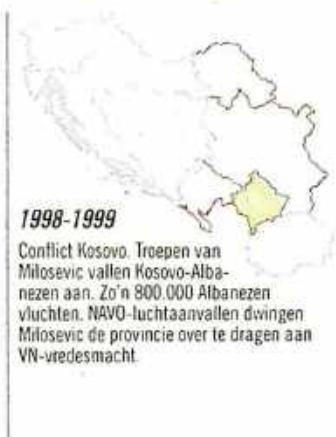 1998-1999
Conflict Kosovo. Troepen van
Milosevic vallen Kosovo-Alba-
nezen aan. Zo'n 800.000 Albanezen
vluchten. NAVO-luchtaanvallen dwingen
Milosevic de provincie over te dragen aan
VN-vredesmacht.